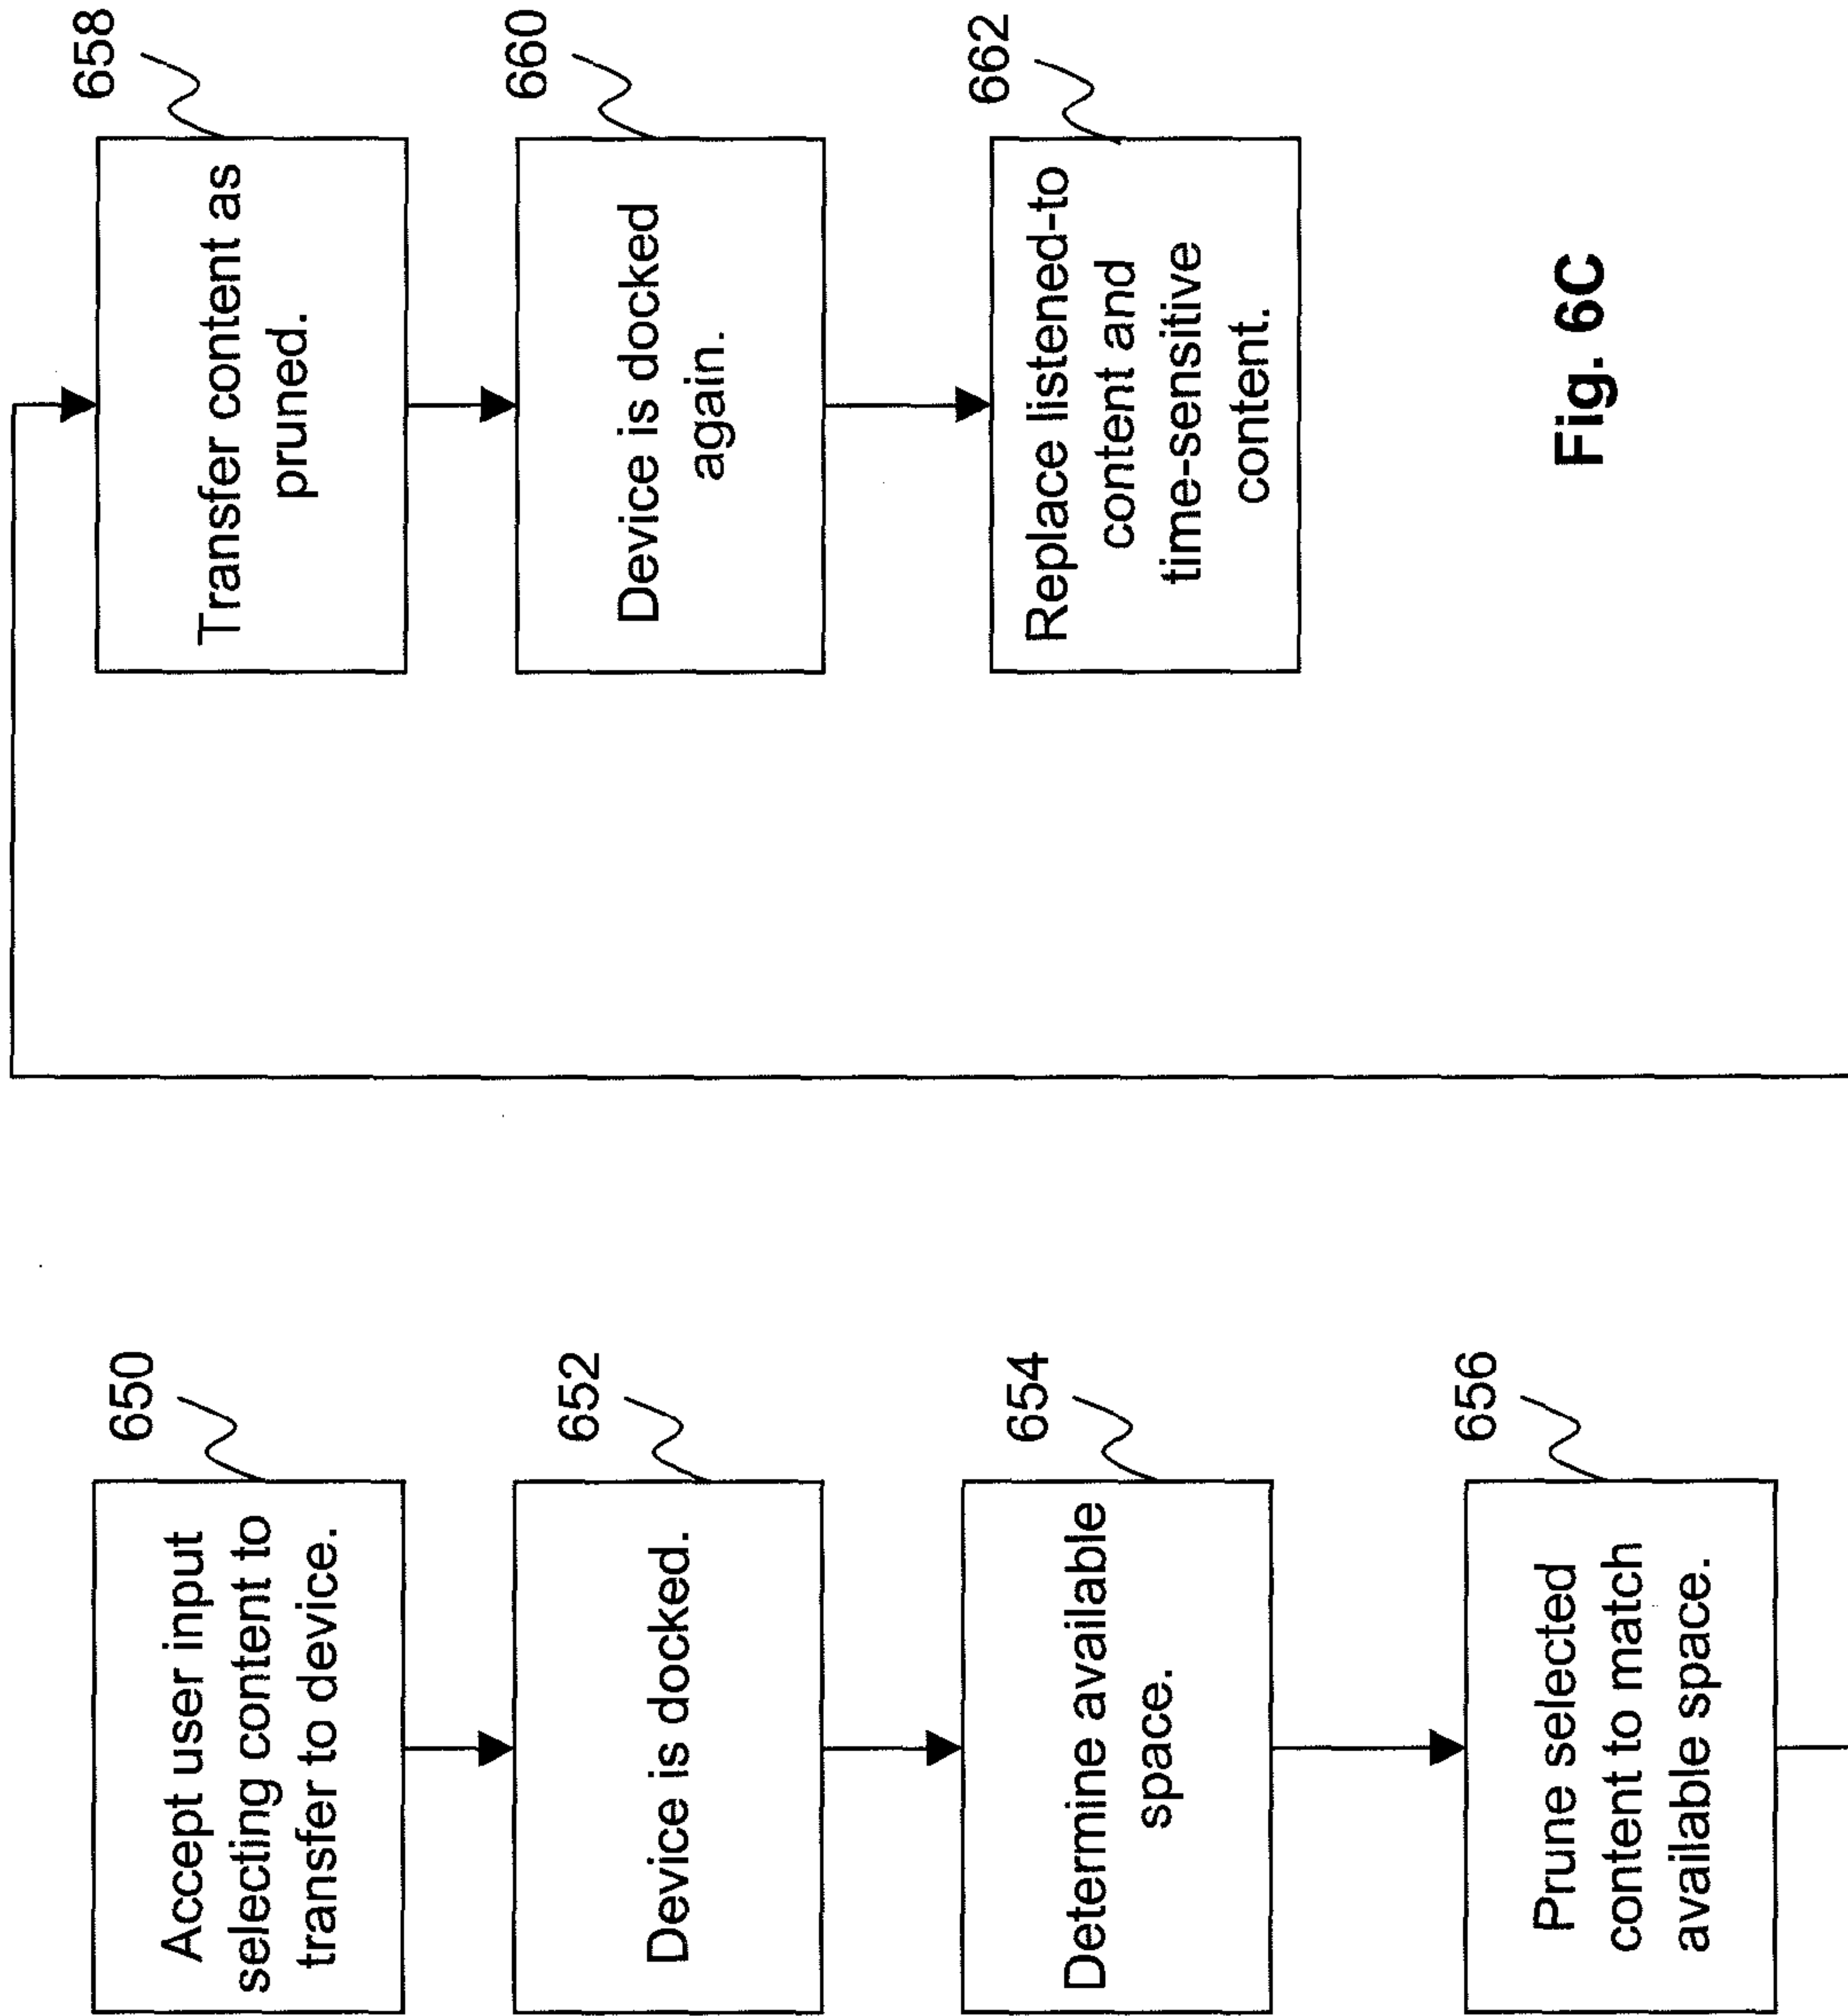 650
Accept user input
selecting content to
transfer to device.
652
Device is docked.
654
Determine available
space.
656
Prune selected
content to match
available space.
658
Transfer content as
pruned.
660
Device is docked
again.
662
Replace listened-to
content and
time-sensitive
content.
Fig. 6C